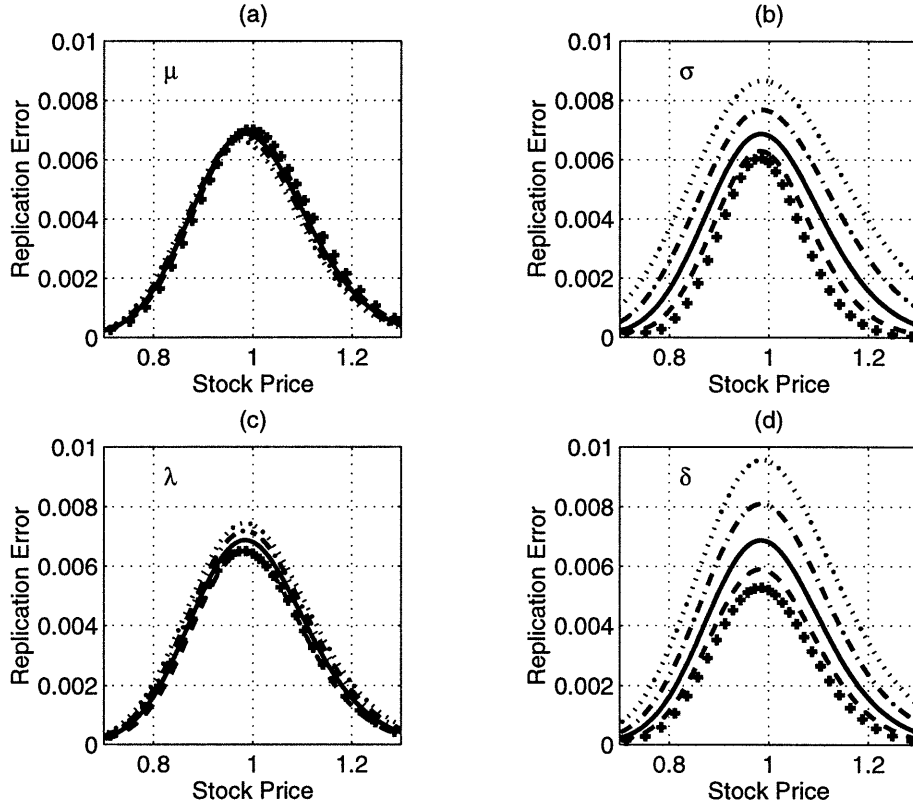 (a)
0.01
0.008
0.006
0.004
0.002
0
Replication Error
μ
0.8
1
1.2
Stock Price
(b)
0.01
0.008
0.006
0.004
0.002
0
Replication Error
σ
0.8
1
1.2
Stock Price
(c)
0.01
0.008
0.006
0.004
0.002
0
Replication Error
λ
0.8
1
1.2
Stock Price
(d)
0.01
0.008
0.006
0.004
0.002
0
Replication Error
δ
0.8
1
1.2
Stock Price